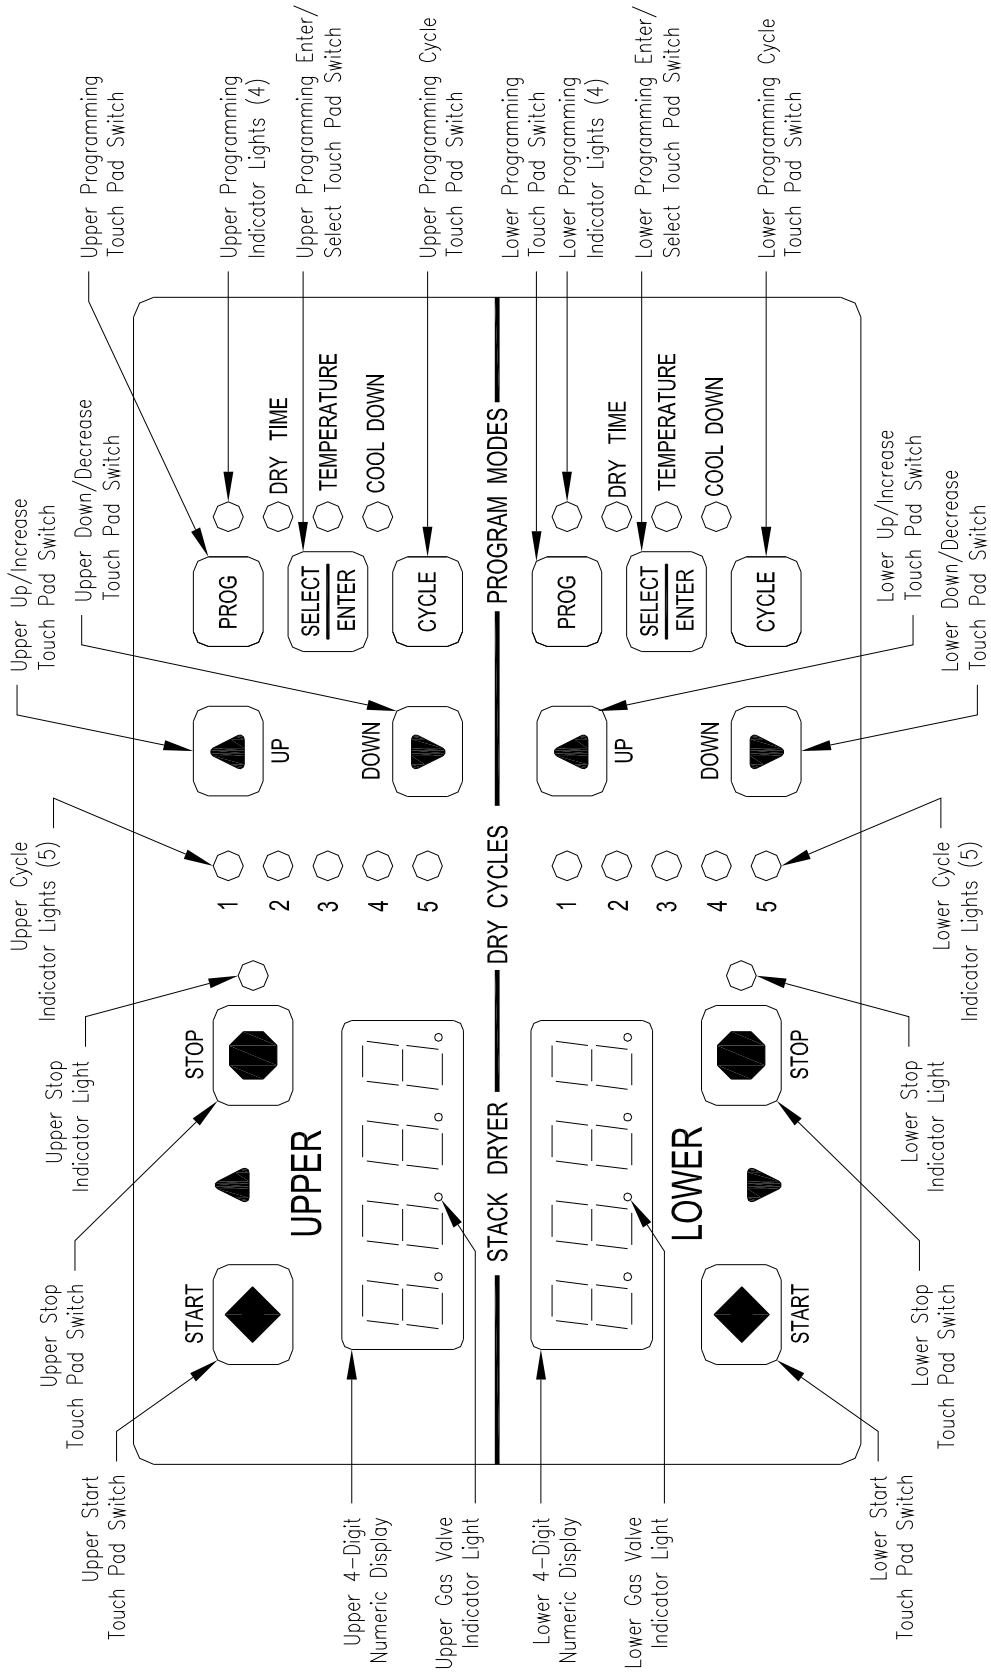 Upper Start
Touch Pad Switch
Upper Stop
Touch Pad Switch
Upper Stop
Indicator Light
Upper Cycle
Indicator Lights (5)
Upper Up/Increase
Touch Pad Switch
Upper Down/Decrease
Touch Pad Switch
Upper Programming
Touch Pad Switch
Upper Programming
Indicator Lights (4)
Upper Programming Enter/
Select Touch Pad Switch
Upper Programming Cycle
Touch Pad Switch
START
STOP
UPPER
1
2
3
4
5
UP
DOWN
PROG
SELECT
ENTER
CYCLE
DRY TIME
TEMPERATURE
COOL DOWN
Upper 4-Digit
Numeric Display
Upper Gas Valve
Indicator Light
STACK DRYER
DRY CYCLES
PROGRAM MODES
Lower 4-Digit
Numeric Display
Lower Gas Valve
Indicator Light
LOWER
START
STOP
1
2
3
4
5
UP
DOWN
PROG
SELECT
ENTER
CYCLE
DRY TIME
TEMPERATURE
COOL DOWN
Lower Programming
Touch Pad Switch
Lower Programming
Indicator Lights (4)
Lower Programming Enter/
Select Touch Pad Switch
Lower Programming Cycle
Touch Pad Switch
Lower Start
Touch Pad Switch
Lower Stop
Touch Pad Switch
Lower Stop
Indicator Light
Lower Cycle
Indicator Lights (5)
Lower Up/Increase
Touch Pad Switch
Lower Down/Decrease
Touch Pad Switch